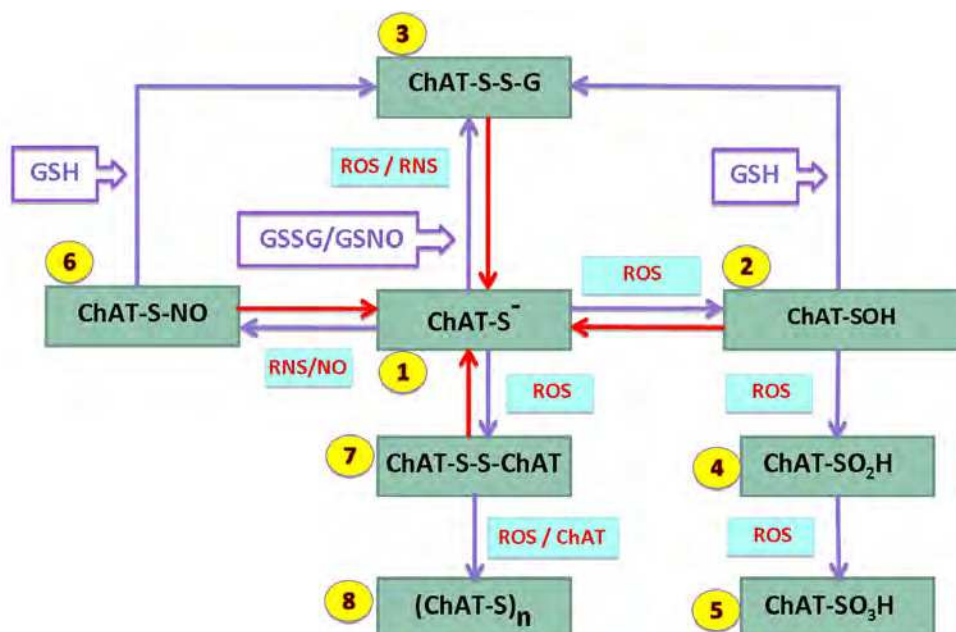 3
ChAT-S-S-G
GSH
ROS / RNS
GSH
GSSG/GSNO
6
ROS
2
ChAT-S-NO
ChAT-S⁻
ChAT-SOH
RNS/NO
1
ROS
ROS
7
ChAT-S-S-ChAT
4
ChAT-SO₂H
ROS / ChAT
ROS
8
(ChAT-S)ₙ
5
ChAT-SO₃H